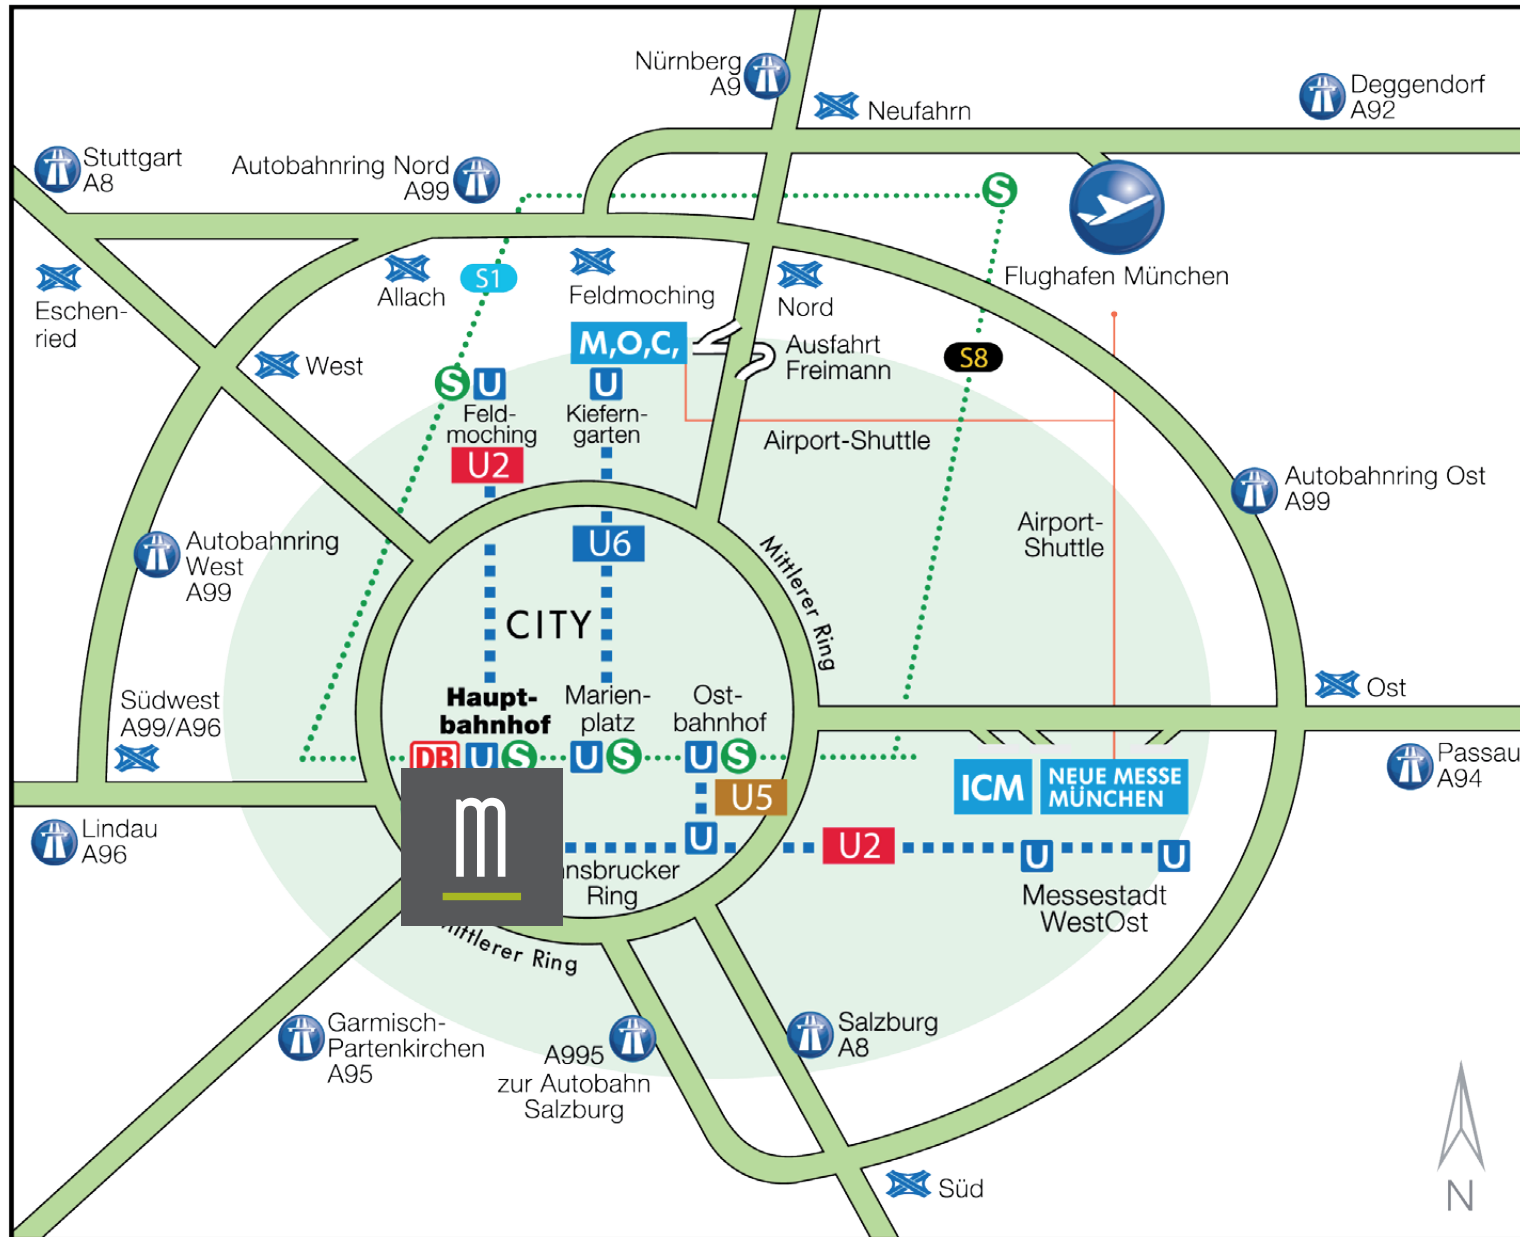 Nürnberg
A9
Neufahrn
Deggendorf
A92
Stuttgart
A8
Autobahnring Nord
A99
S
Flughafen München
Eschen-
ried
Allach
S1
Feldmoching
Nord
M,O,C,
Ausfahrt
Freimann
S8
West
S U
Feld-
moching
U2
U
Kiefern-
garten
Airport-Shuttle
Autobahnring Ost
A99
Airport-
Shuttle
Autobahnring
West
A99
U6
Mittlerer Ring
CITY
Südwest
A99/A96
Haupt-
bahnhof
DB U S
Marien-
platz
U S
Ost-
bahnhof
U S
Ost
Passau
A94
ICM
NEUE MESSE
MÜNCHEN
U5
U
U2
U
U
Messestadt
WestOst
Lindau
A96
m
Ring
Ring
Garmisch-
Partenkirchen
A95
A995
zur Autobahn
Salzburg
Salzburg
A8
Süd
N